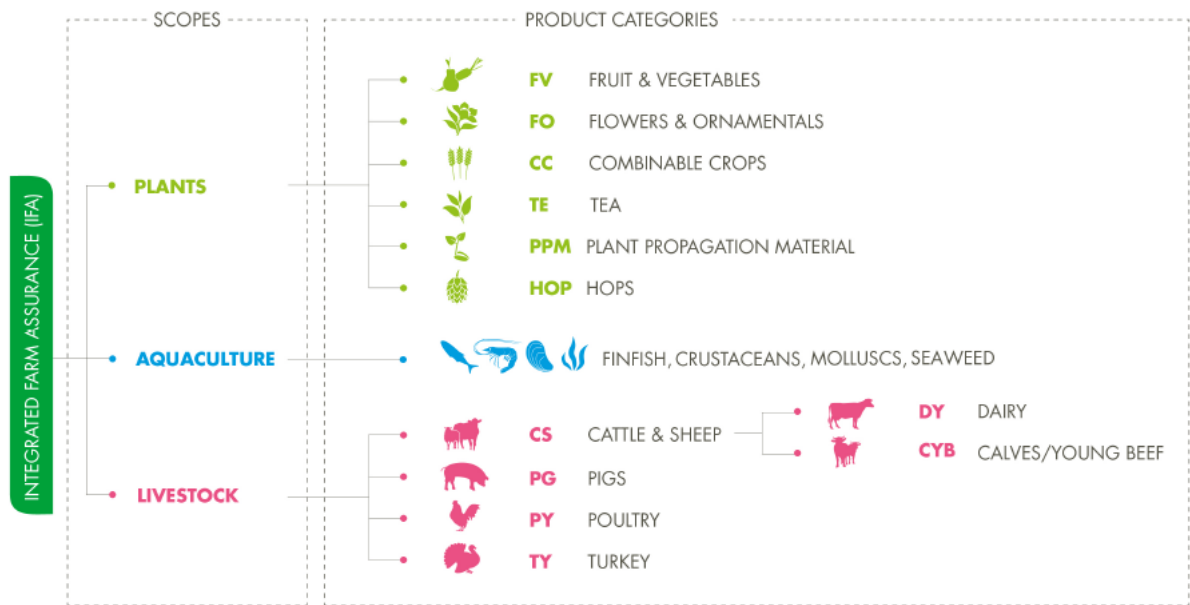 SCOPES
PRODUCT CATEGORIES
INTEGRATED FARM ASSURANCE (IFA)
PLANTS
FV FRUIT & VEGETABLES
FO FLOWERS & ORNAMENTALS
CC COMBINABLE CROPS
TE TEA
PPM PLANT PROPAGATION MATERIAL
HOP HOPS
AQUACULTURE
FINFISH, CRUSTACEANS, MOLLUSCS, SEAWEED
LIVESTOCK
CS CATTLE & SHEEP
DY DAIRY
CYB CALVES/YOUNG BEEF
PG PIGS
PY POULTRY
TY TURKEY